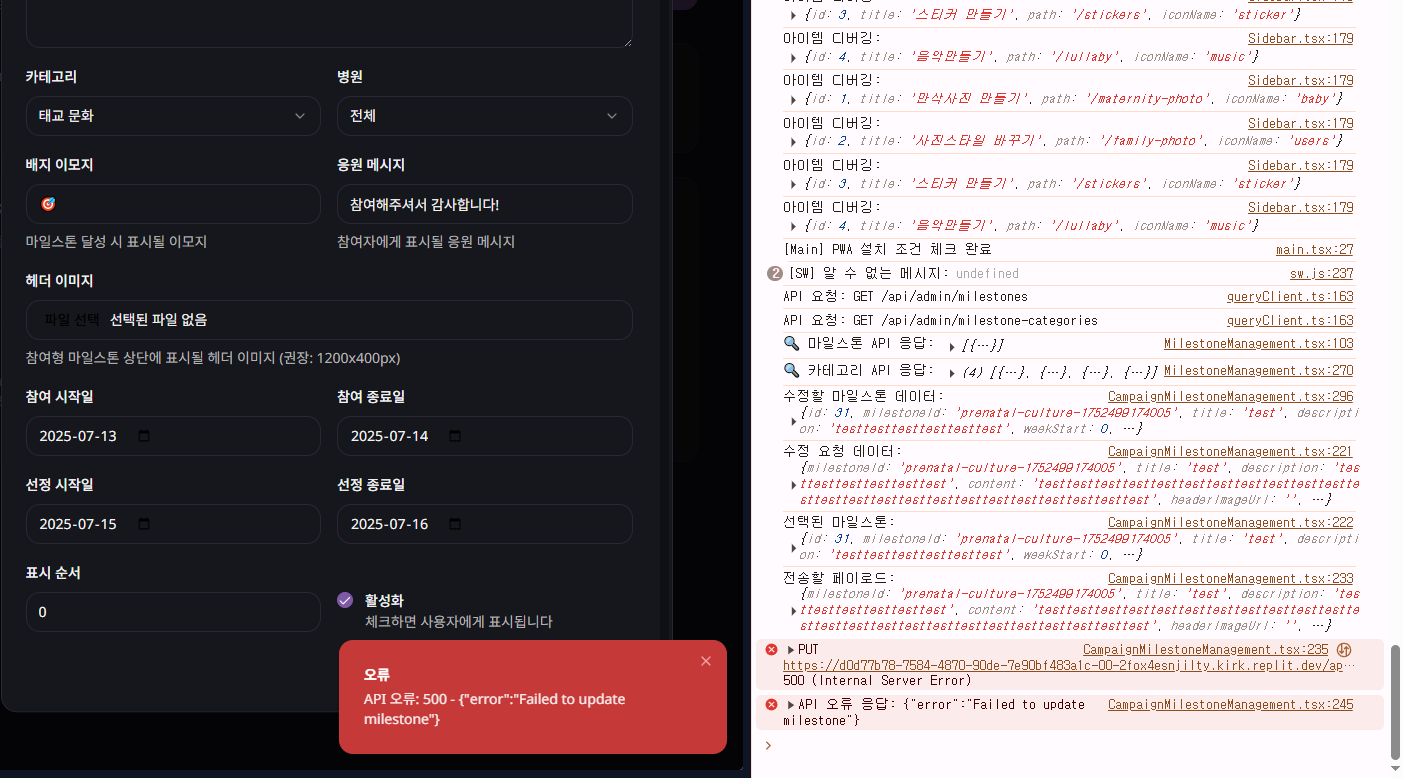 카테고리
병원
태교 문화
전체
배지 이모지
응원 메시지
🎯
참여해주셔서 감사합니다!
마일스톤 달성 시 표시될 이모지
참여자에게 표시될 응원 메시지
헤더 이미지
파일 선택 선택된 파일 없음
참여형 마일스톤 상단에 표시될 헤더 이미지 (권장: 1200x400px)
참여 시작일
참여 종료일
2025-07-13
2025-07-14
선정 시작일
선정 종료일
2025-07-15
2025-07-16
표시 순서
0
활성화
체크하면 사용자에게 표시됩니다
오류
API 오류: 500 - {"error":"Failed to update
milestone"}
{id: 3, title: '스티커 만들기', path: '/stickers', iconName: 'sticker'}
아이템 디버깅: Sidebar.tsx:179
{id: 4, title: '음악만들기', path: '/lullaby', iconName: 'music'}
아이템 디버깅: Sidebar.tsx:179
{id: 1, title: '만삭사진 만들기', path: '/maternity-photo', iconName: 'baby'}
아이템 디버깅: Sidebar.tsx:179
{id: 2, title: '사진스타일 바꾸기', path: '/family-photo', iconName: 'users'}
아이템 디버깅: Sidebar.tsx:179
{id: 3, title: '스티커 만들기', path: '/stickers', iconName: 'sticker'}
아이템 디버깅: Sidebar.tsx:179
{id: 4, title: '음악만들기', path: '/lullaby', iconName: 'music'}
[Main] PWA 설치 조건 체크 완료 main.tsx:27
2 [SW] 알 수 없는 메시지: undefined sw.js:237
API 요청: GET /api/admin/milestones queryClient.ts:163
API 요청: GET /api/admin/milestone-categories queryClient.ts:163
🔍 마일스톤 API 응답: [{…}] MilestoneManagement.tsx:103
🔍 카테고리 API 응답: (4) [{…}, {…}, {…}, {…}] MilestoneManagement.tsx:270
수정할 마일스톤 데이터: CampaignMilestoneManagement.tsx:296
{id: 31, milestoneId: 'prenatal-culture-1752499174005', title: 'test', descripti
on: 'testtesttesttesttesttest', weekStart: 0, …}
수정 요청 데이터: CampaignMilestoneManagement.tsx:221
{milestoneId: 'prenatal-culture-1752499174005', title: 'test', description: 'tes
ttesttesttesttesttest', content: 'testtesttesttesttesttesttesttesttesttesttestte
sttesttesttesttesttesttesttesttesttesttesttest', headerImageUrl: '', …}
선택된 마일스톤: CampaignMilestoneManagement.tsx:222
{id: 31, milestoneId: 'prenatal-culture-1752499174005', title: 'test', descripti
on: 'testtesttesttesttesttest', weekStart: 0, …}
전송할 페이로드: CampaignMilestoneManagement.tsx:233
{milestoneId: 'prenatal-culture-1752499174005', title: 'test', description: 'tes
ttesttesttesttesttest', content: 'testtesttesttesttesttesttesttesttesttesttestte
sttesttesttesttesttesttesttesttesttesttesttest', headerImageUrl: '', …}
PUT CampaignMilestoneManagement.tsx:235
https://d0d77b78-7584-4870-90de-7e90bf483a1c-00-2fox4esnjilty.kirk.replit.dev/ap…
500 (Internal Server Error)
API 오류 응답: {"error":"Failed to update CampaignMilestoneManagement.tsx:245
milestone"}